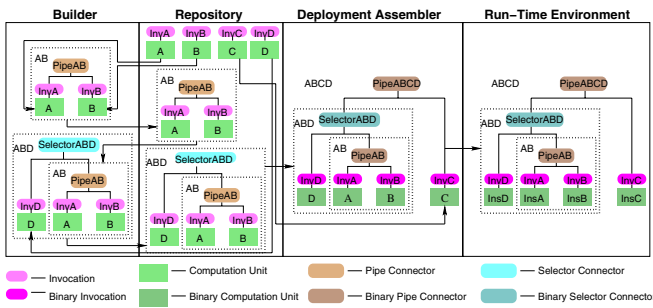 Builder
Repository
Deployment Assembler
Run-Time Environment
InvA InvB InvC InvD
A B C D
AB
PipeAB
InvA InvB
A B
AB
PipeAB
InvA InvB
A B
ABCD
PipeABCD
ABD
SelectorABD
AB
PipeAB
InvD InvA InvB InvC
D A B C
ABCD
PipeABCD
ABD
SelectorABD
AB
PipeAB
InvD InvA InvB InvC
InsD InsA InsB InsC
SelectorABD
ABD
AB
PipeAB
InvD InvA InvB
D A B
SelectorABD
ABD
AB
PipeAB
InvD InvA InvB
D A B
Invocation
Computation Unit
Pipe Connector
Selector Connector
Binary Invocation
Binary Computation Unit
Binary Pipe Connector
Binary Selector Connecto